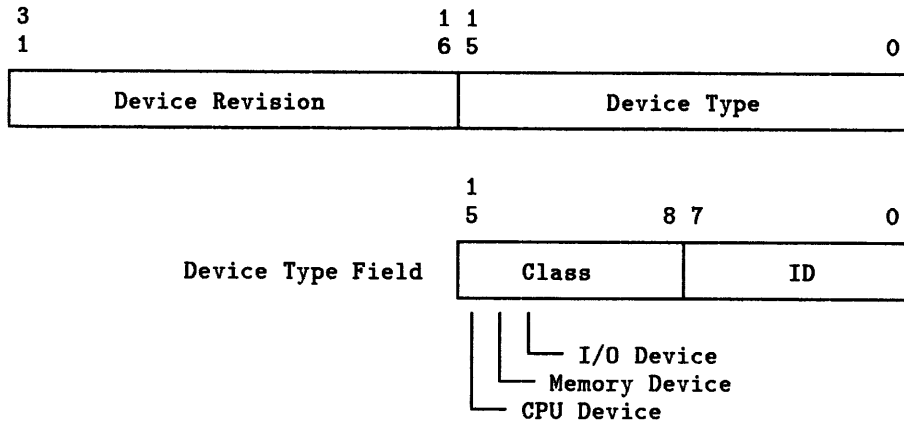 3 1 1
1 6 5 0
Device Revision Device Type
1
5 8 7 0
Device Type Field Class ID
I/O Device
Memory Device
CPU Device